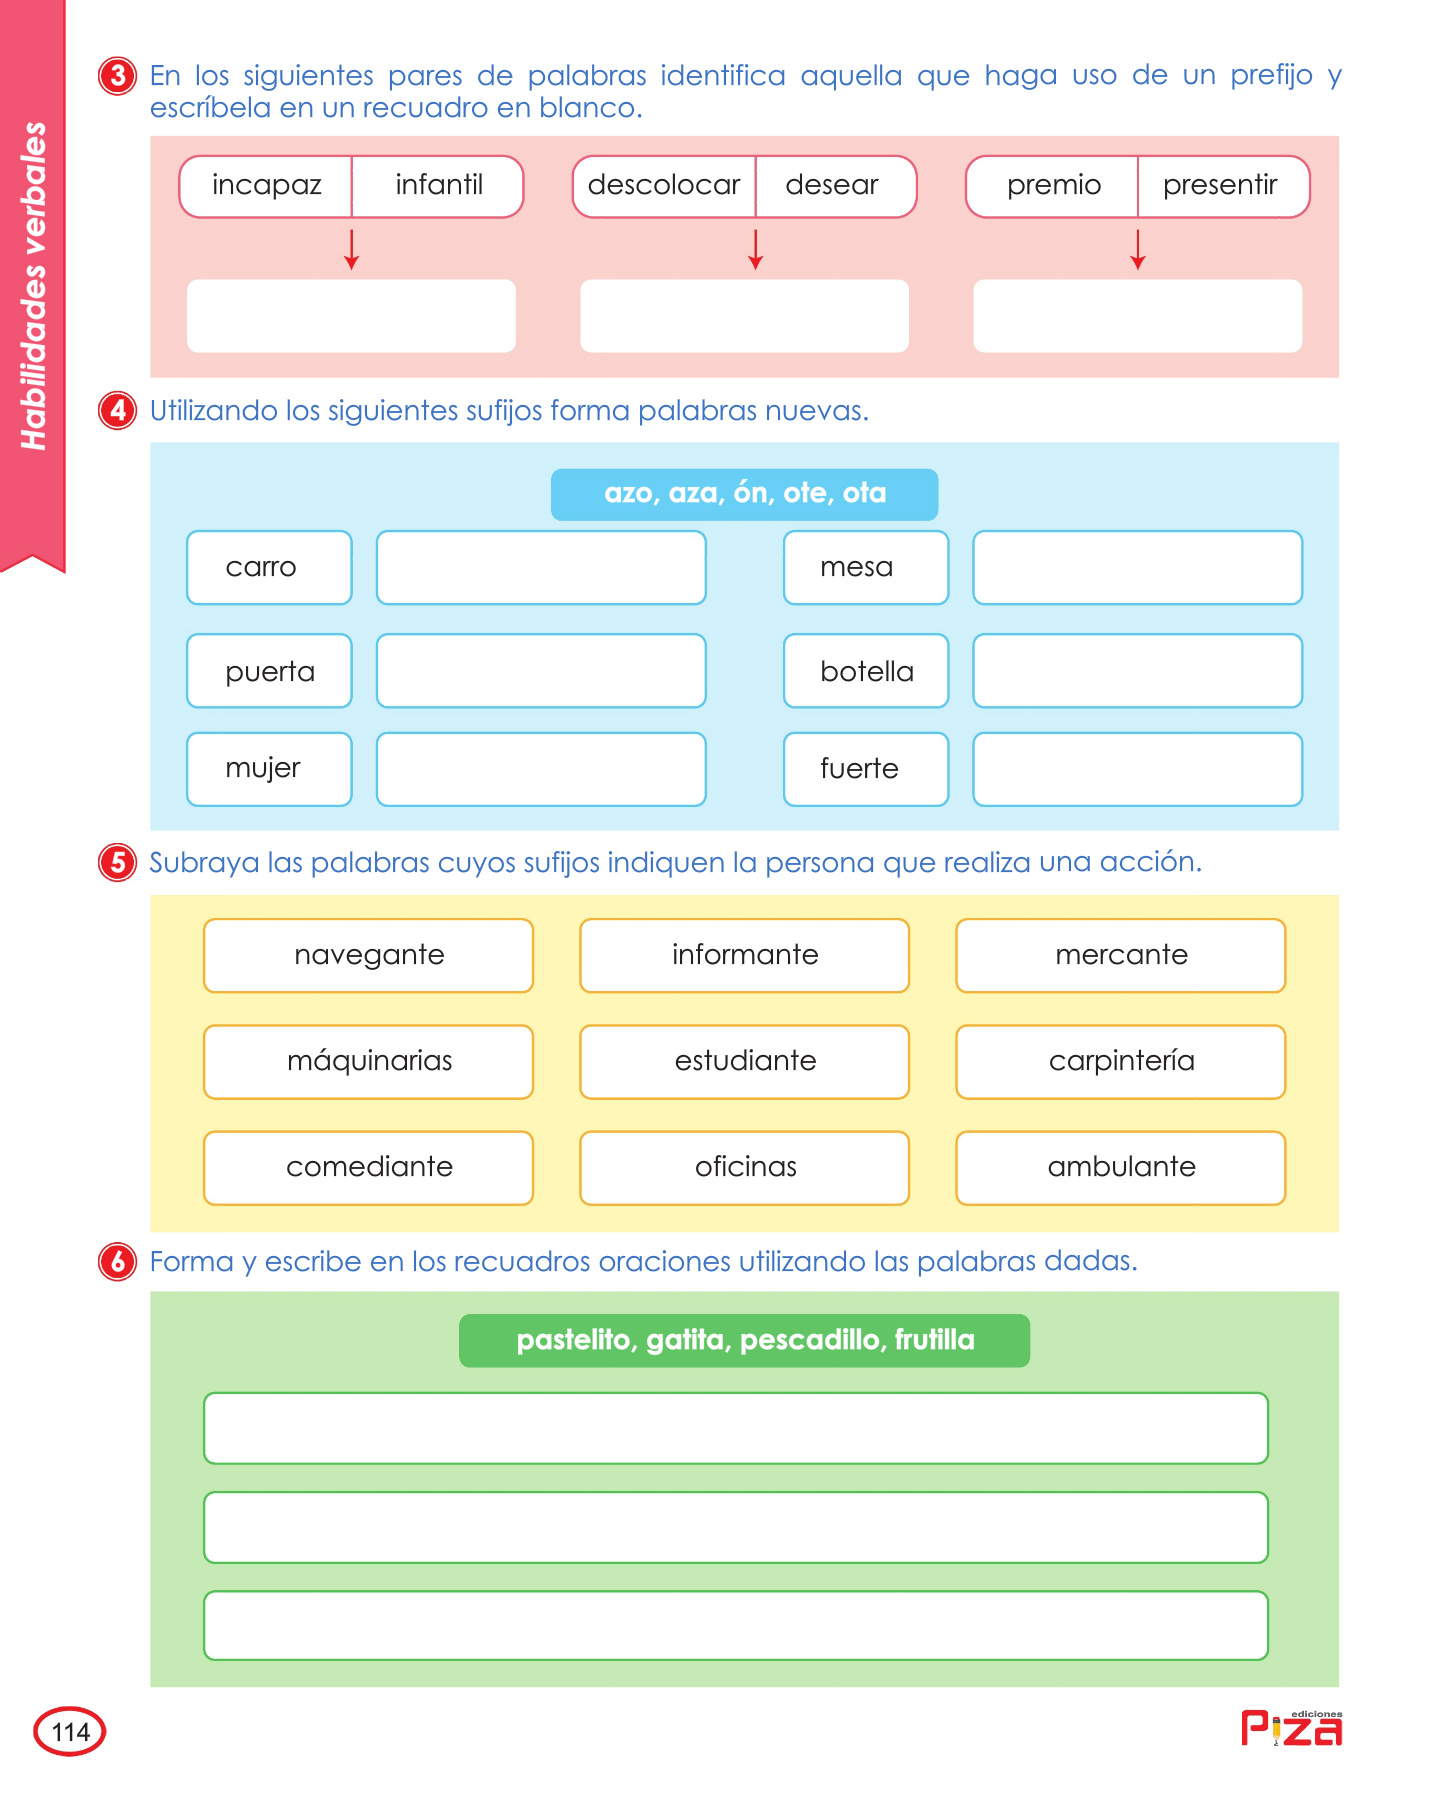 Habilidades verbales
3 En los siguientes pares de palabras identifica aquella que haga uso de un prefijo y
escríbela en un recuadro en blanco.
incapaz infantil descolocar desear premio presentir
4 Utilizando los siguientes sufijos forma palabras nuevas.
azo, aza, ón, ote, ota
carro mesa
puerta botella
mujer fuerte
5 Subraya las palabras cuyos sufijos indiquen la persona que realiza una acción.
navegante informante mercante
máquinarias estudiante carpintería
comediante oficinas ambulante
6 Forma y escribe en los recuadros oraciones utilizando las palabras dadas.
pastelito, gatita, pescadillo, frutilla
114
ediciones
Piza